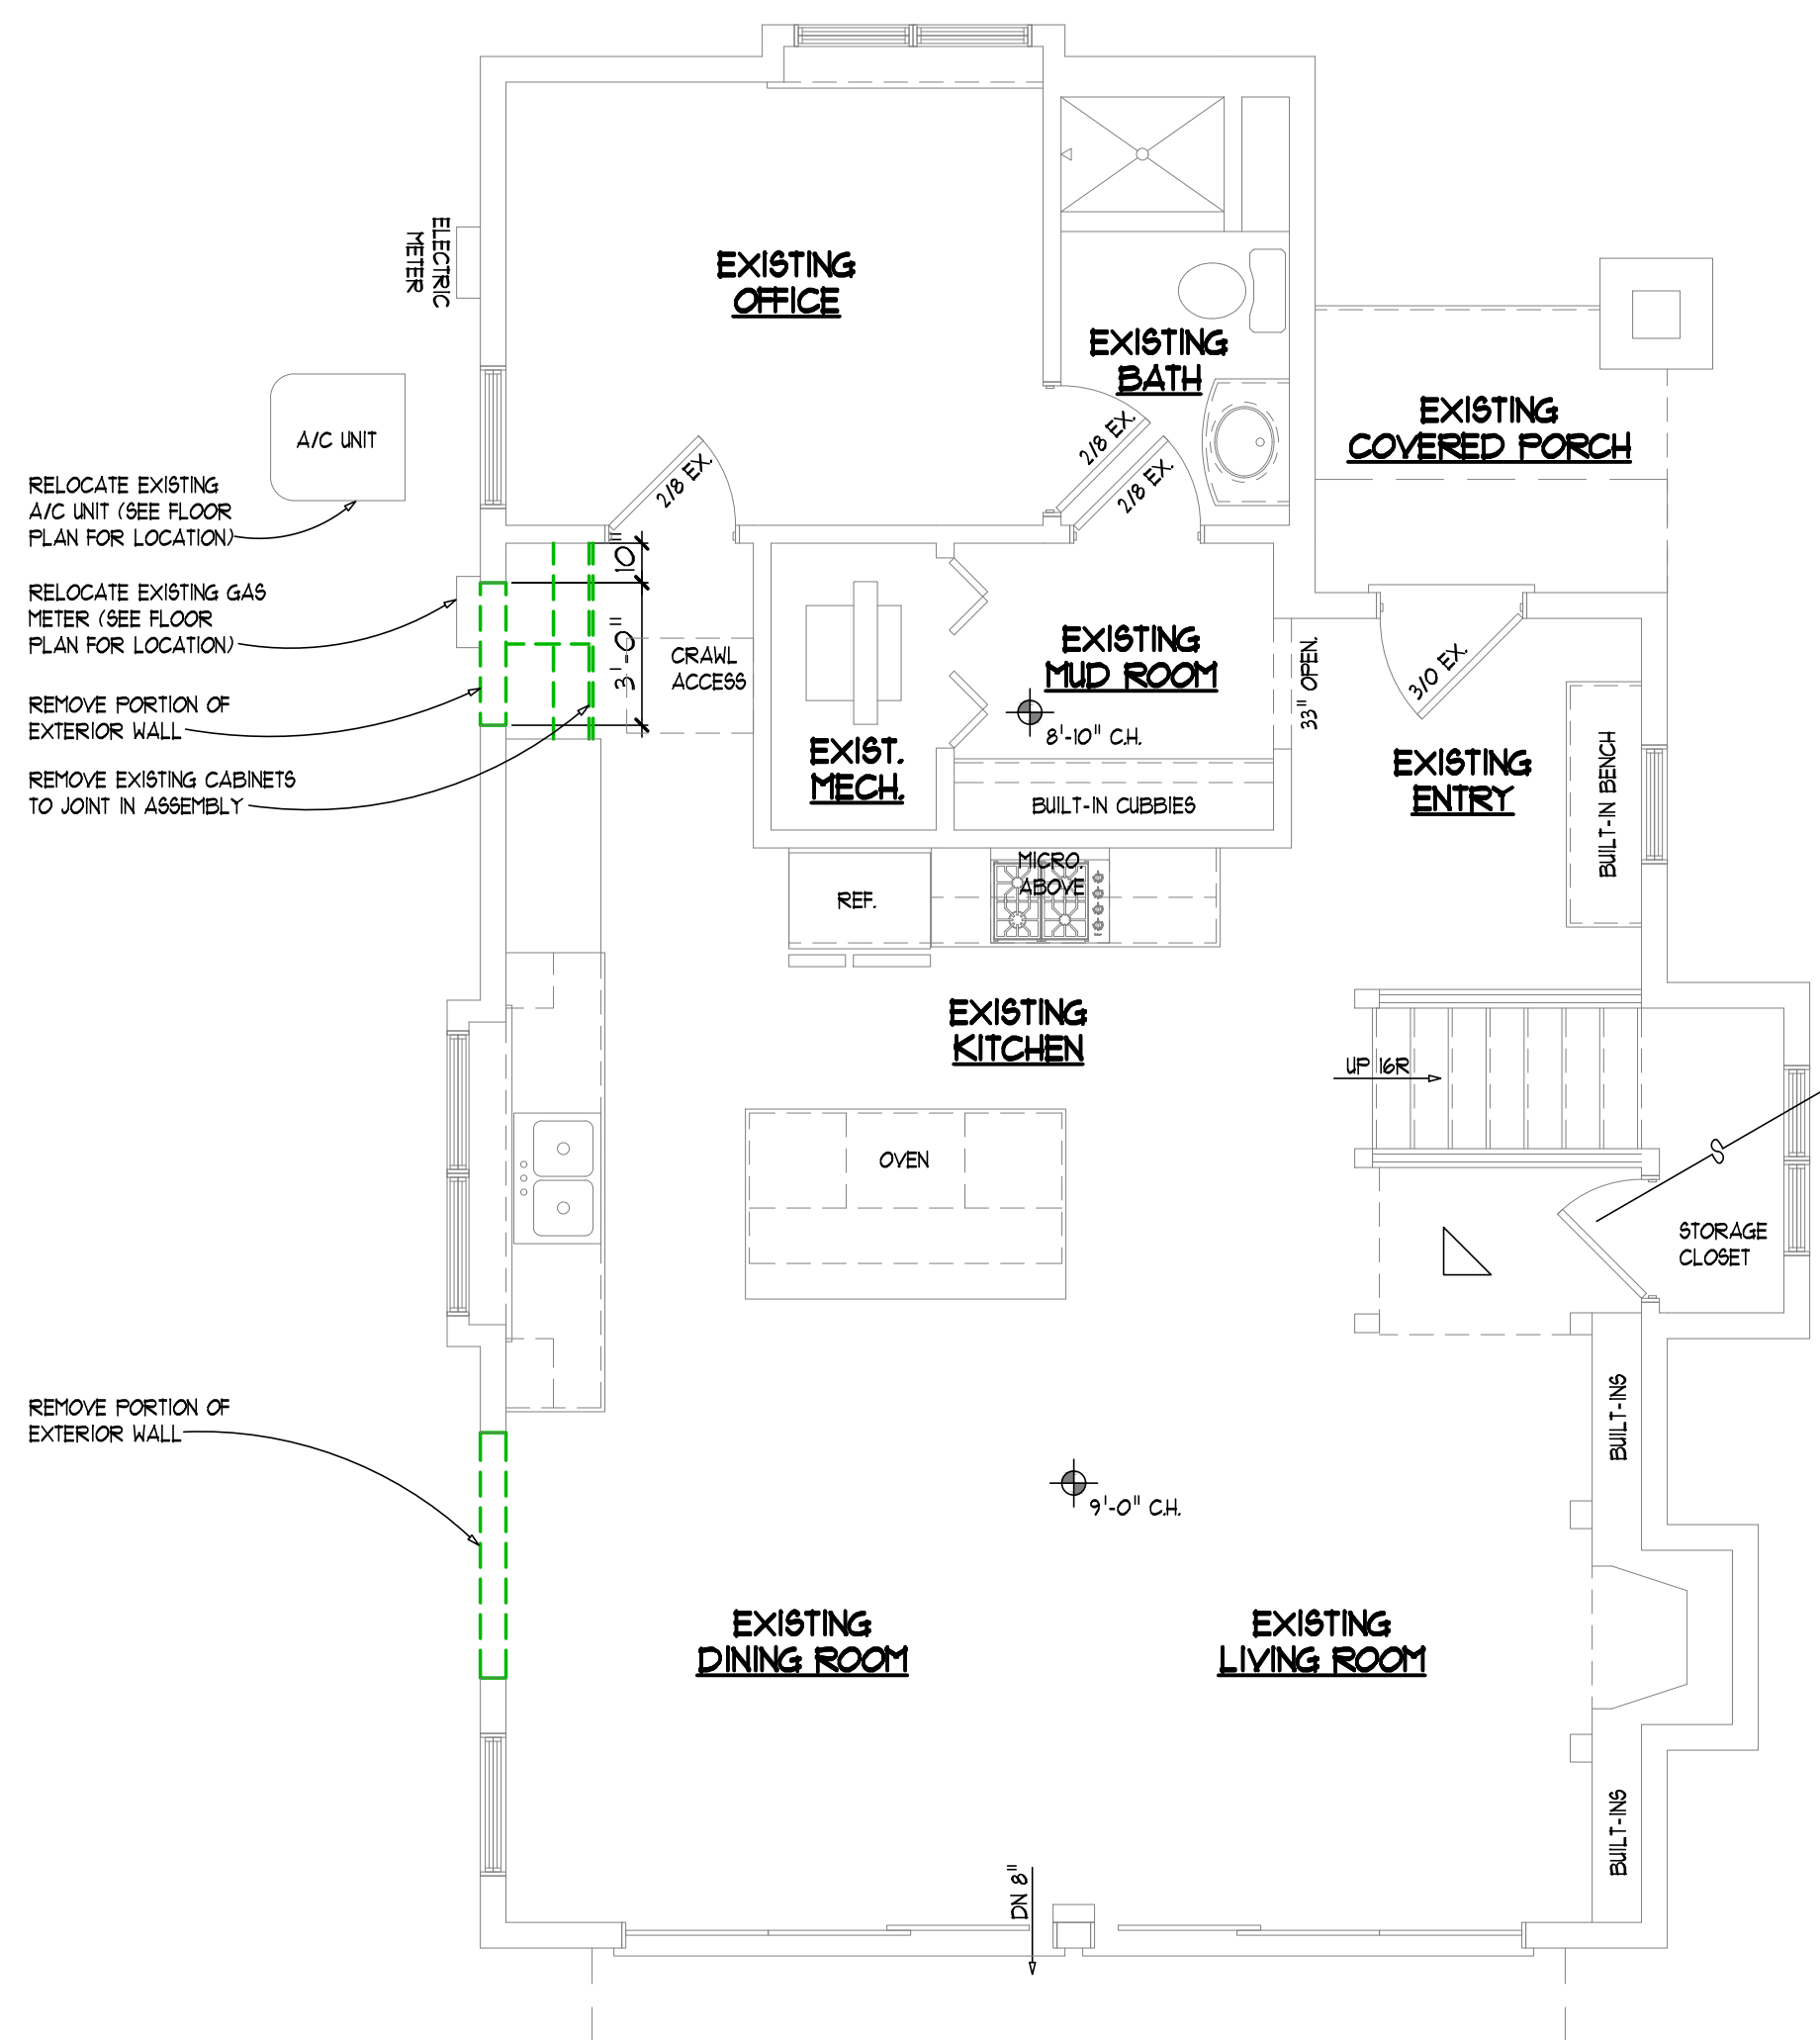 ELECTRIC
METER
EXISTING
OFFICE
EXISTING
BATH
EXISTING
COVERED PORCH
A/C UNIT
2/8 EX.
2/8 EX.
2/8 EX.
RELOCATE EXISTING
A/C UNIT (SEE FLOOR
PLAN FOR LOCATION)
10"
RELOCATE EXISTING GAS
METER (SEE FLOOR
PLAN FOR LOCATION)
3'-0"
CRAWL
ACCESS
EXISTING
MUD ROOM
33" OPEN.
3/0 EX.
REMOVE PORTION OF
EXTERIOR WALL
8'-10" C.H.
EXIST.
MECH.
EXISTING
ENTRY
BUILT-IN BENCH
REMOVE EXISTING CABINETS
TO JOINT IN ASSEMBLY
BUILT-IN CUBBIES
MICRO.
ABOVE
REF.
EXISTING
KITCHEN
UP 16R
OVEN
STORAGE
CLOSET
REMOVE PORTION OF
EXTERIOR WALL
BUILT-INS
9'-0" C.H.
EXISTING
DINING ROOM
EXISTING
LIVING ROOM
BUILT-INS
DN 8"